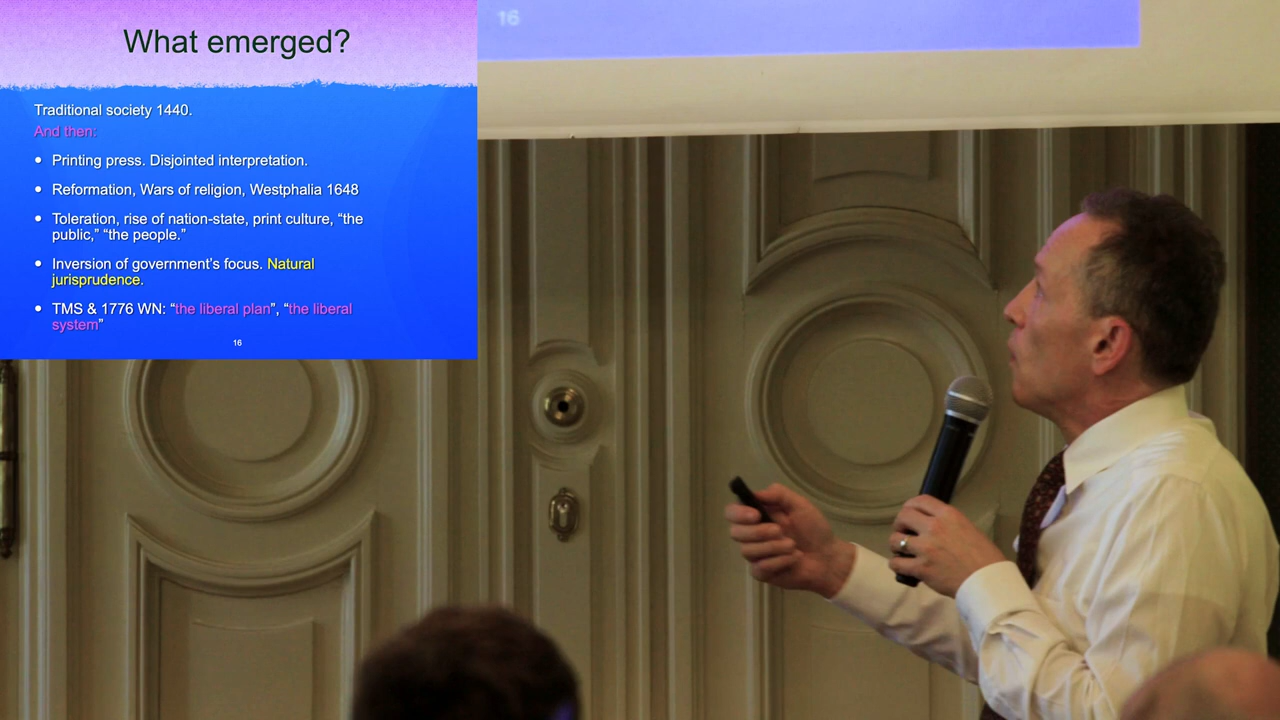 What emerged?
Traditional society 1440.
And then:
• Printing press. Disjointed interpretation.
• Reformation, Wars of religion, Westphalia 1648
• Toleration, rise of nation-state, print culture, “the
public,” “the people.”
• Inversion of government’s focus. Natural
jurisprudence.
• TMS & 1776 WN: “the liberal plan”, “the liberal
system”
16
16